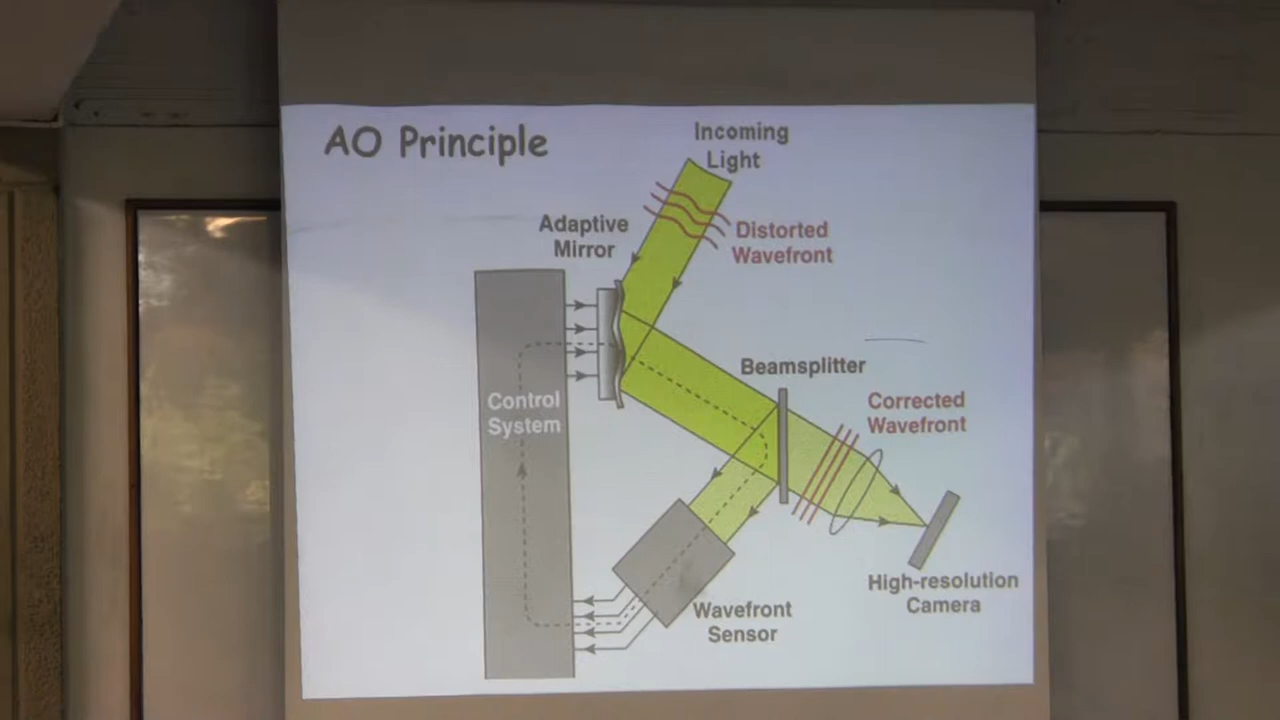 AO Principle
Incoming
Light
Adaptive
Mirror
Distorted
Wavefront
Beamsplitter
Control
System
Corrected
Wavefront
High-resolution
Camera
Wavefront
Sensor